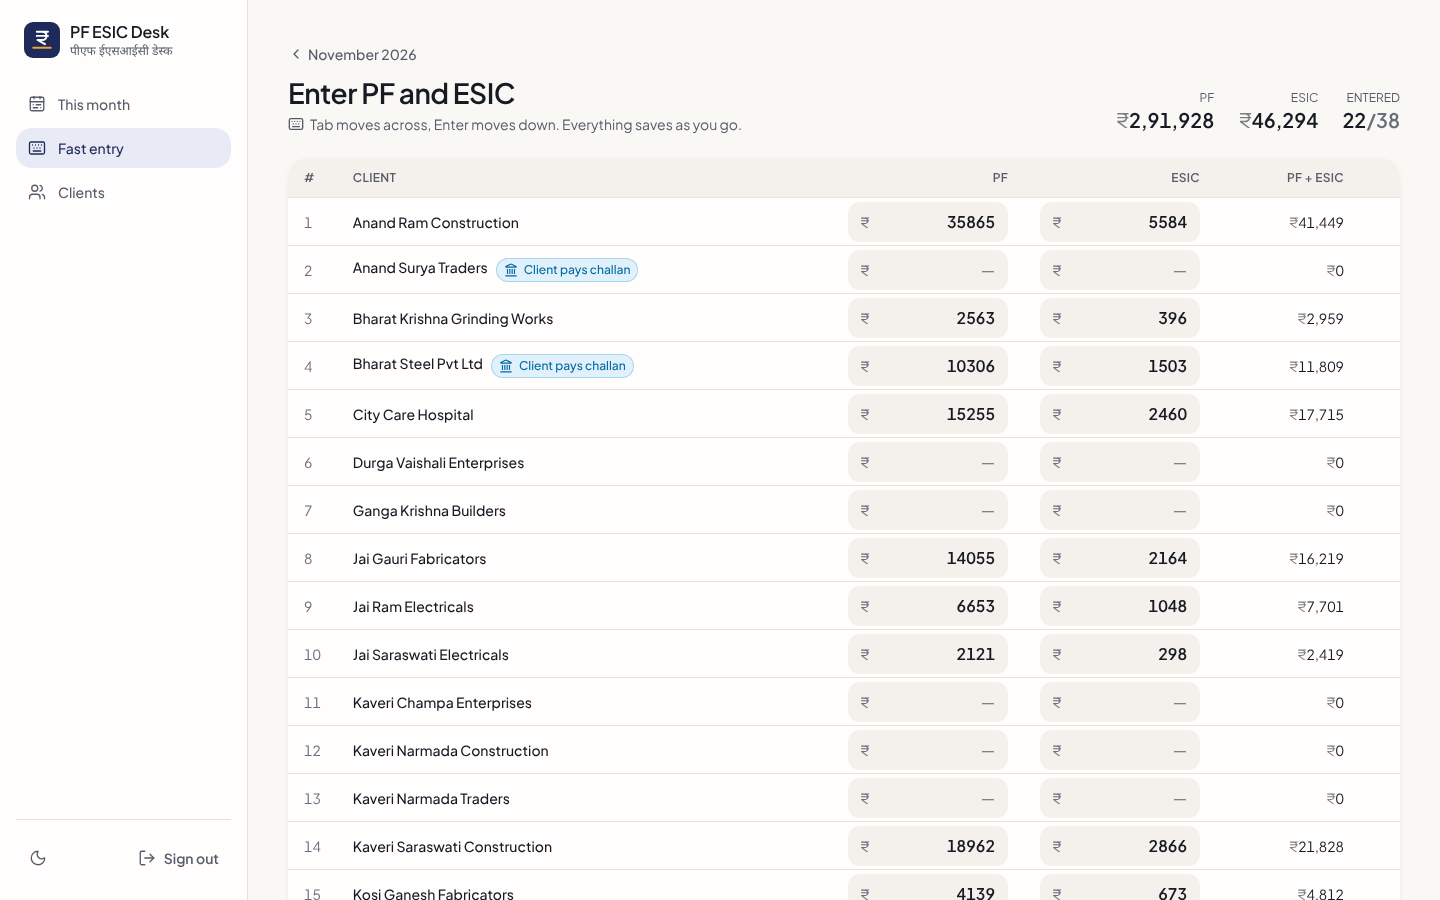 PF ESIC Desk
पीएफ ईएसआईसी डेस्क
This month
Fast entry
Clients
Sign out
November 2026
Enter PF and ESIC
Tab moves across, Enter moves down. Everything saves as you go.
PF ESIC ENTERED
₹2,91,928 ₹46,294 22/38
# CLIENT PF ESIC PF + ESIC
1 Anand Ram Construction ₹ 35865 ₹ 5584 ₹41,449
2 Anand Surya Traders Client pays challan ₹ — ₹ — ₹0
3 Bharat Krishna Grinding Works ₹ 2563 ₹ 396 ₹2,959
4 Bharat Steel Pvt Ltd Client pays challan ₹ 10306 ₹ 1503 ₹11,809
5 City Care Hospital ₹ 15255 ₹ 2460 ₹17,715
6 Durga Vaishali Enterprises ₹ — ₹ — ₹0
7 Ganga Krishna Builders ₹ — ₹ — ₹0
8 Jai Gauri Fabricators ₹ 14055 ₹ 2164 ₹16,219
9 Jai Ram Electricals ₹ 6653 ₹ 1048 ₹7,701
10 Jai Saraswati Electricals ₹ 2121 ₹ 298 ₹2,419
11 Kaveri Champa Enterprises ₹ — ₹ — ₹0
12 Kaveri Narmada Construction ₹ — ₹ — ₹0
13 Kaveri Narmada Traders ₹ — ₹ — ₹0
14 Kaveri Saraswati Construction ₹ 18962 ₹ 2866 ₹21,828
15 Kosi Ganesh Fabricators ₹ 4139 ₹ 673 ₹4,812